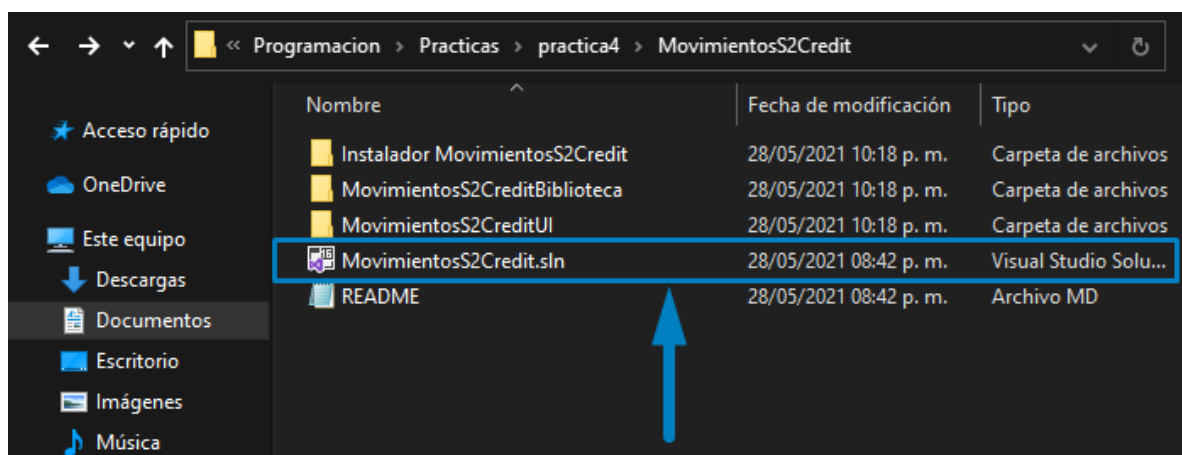 « Programacion > Practicas > practica4 > MovimientosS2Credit
Acceso rápido
OneDrive
Este equipo
Descargas
Documentos
Escritorio
Imágenes
Música
Nombre Fecha de modificación Tipo
Instalador MovimientosS2Credit 28/05/2021 10:18 p. m. Carpeta de archivos
MovimientosS2CreditBiblioteca 28/05/2021 10:18 p. m. Carpeta de archivos
MovimientosS2CreditUI 28/05/2021 10:18 p. m. Carpeta de archivos
MovimientosS2Credit.sln 28/05/2021 08:42 p. m. Visual Studio Solu...
README 28/05/2021 08:42 p. m. Archivo MD